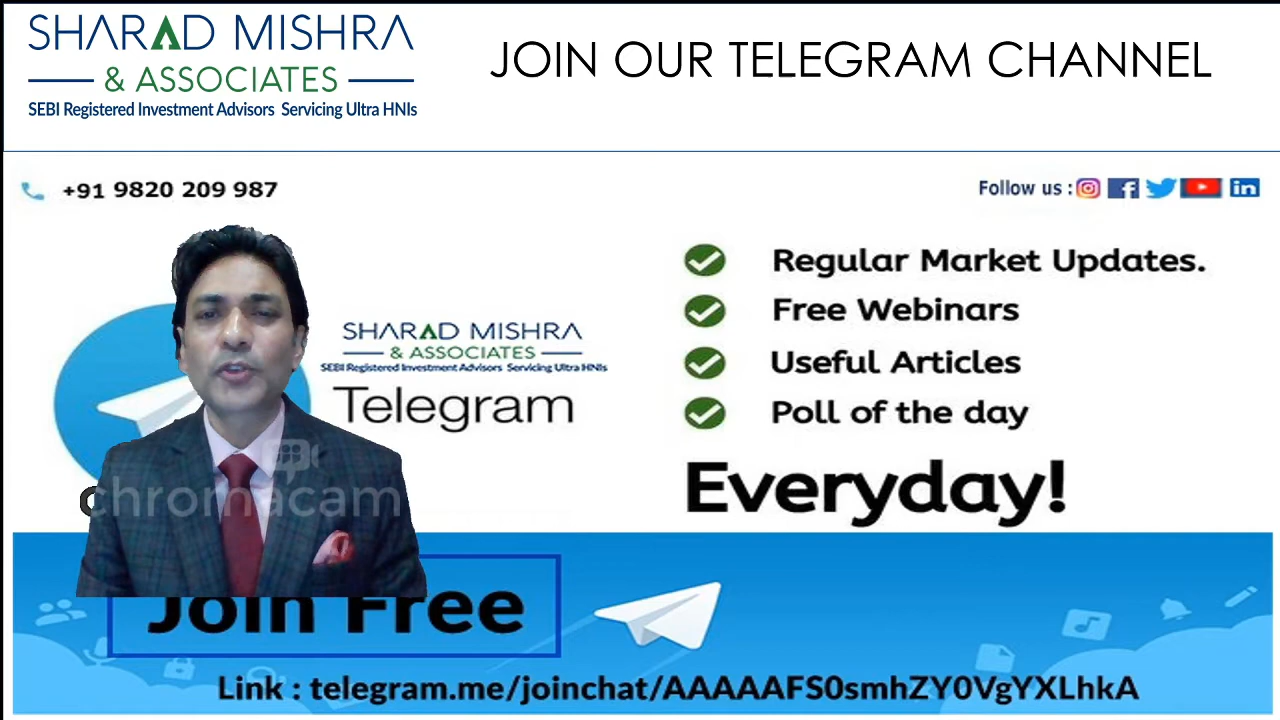 SHARAD MISHRA
& ASSOCIATES
SEBI Registered Investment Advisors Servicing Ultra HNIs
JOIN OUR TELEGRAM CHANNEL
+91 9820 209 987
Follow us :
SHARAD MISHRA
& ASSOCIATES
SEBI Registered Investment Advisors Servicing Ultra HNIs
Telegram
Regular Market Updates.
Free Webinars
Useful Articles
Poll of the day
Everyday!
chromacam
Join Free
Link : telegram.me/joinchat/AAAAAFS0smhZY0VgYXLhkA